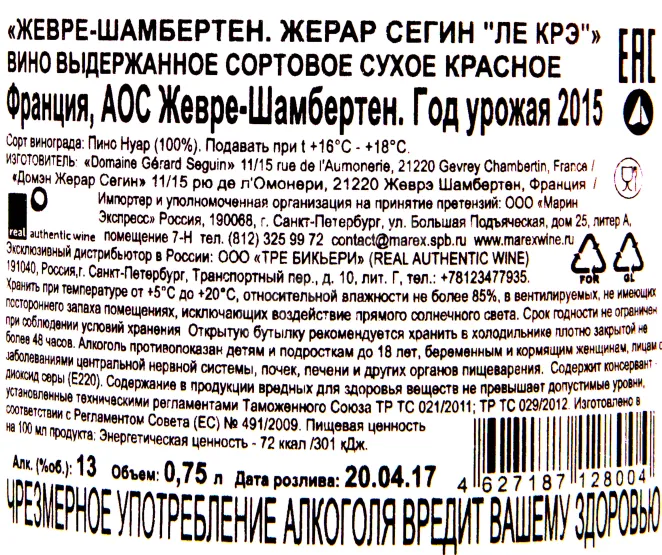 «ЖЕВРЕ-ШАМБЕРТЕН. ЖЕРАР СЕГИН "ЛЕ КРЭ"»
ВИНО ВЫДЕРЖАННОЕ СОРТОВОЕ СУХОЕ КРАСНОЕ
Франция, АОС Жевре-Шамбертен. Год урожая 2015
EAC
Сорт винограда: Пино Нуар (100%). Подавать при t +16°C - +18°C.
ИЗГОТОВИТЕЛЬ: «Domaine Gérard Seguin» 11/15 rue de l'Aumonerie, 21220 Gevrey Chambertin, France /
«Домэн Жерар Сегин» 11/15 рю де л'Омонери, 21220 Жеврэ Шамбертен, Франция /
Импортер и уполномоченная организация на принятие претензий: ООО «Марин
Экспресс» Россия, 190068, г. Санкт-Петербург, ул. Большая Подъяческая, дом 25, литер А,
real authentic wine помещение 7-Н тел. (812) 325 99 72 contact@marex.spb.ru www.marexwine.ru
Эксклюзивный дистрибьютор в России: ООО «ТРЕ БИКЬЕРИ» (REAL AUTHENTIC WINE)
191040, Россия,г. Санкт-Петербург, Транспортный пер., д. 10, лит. Г, тел.: +78123477935.
FOR GL
Хранить при температуре от +5°C до +20°C, относительной влажности не более 85%, в вентилируемых, не имеющих
постороннего запаха помещениях, исключающих воздействие прямого солнечного света. Срок годности не ограничен
при соблюдении условий хранения Открытую бутылку рекомендуется хранить в холодильнике плотно закрытой не
более 48 часов. Алкоголь противопоказан детям и подросткам до 18 лет, беременным и кормящим женщинам, лицам с
заболеваниями центральной нервной системы, почек, печени и других органов пищеварения. Содержит консервант -
диоксид серы (E220). Содержание в продукции вредных для здоровья веществ не превышает допустимые уровни,
установленные техническими регламентами Таможенного Союза ТР ТС 021/2011; ТР ТС 029/2012. Изготовлено в
соответствии с Регламентом Совета (ЕС) № 491/2009. Пищевая ценность
на 100 мл продукта: Энергетическая ценность - 72 ккал /301 кДж.
Алк. (%об.): 13 Объем: 0,75 л Дата розлива: 20.04.17
4 627187 128004
ЧРЕЗМЕРНОЕ УПОТРЕБЛЕНИЕ АЛКОГОЛЯ ВРЕДИТ ВАШЕМУ ЗДОРОВЬЮ